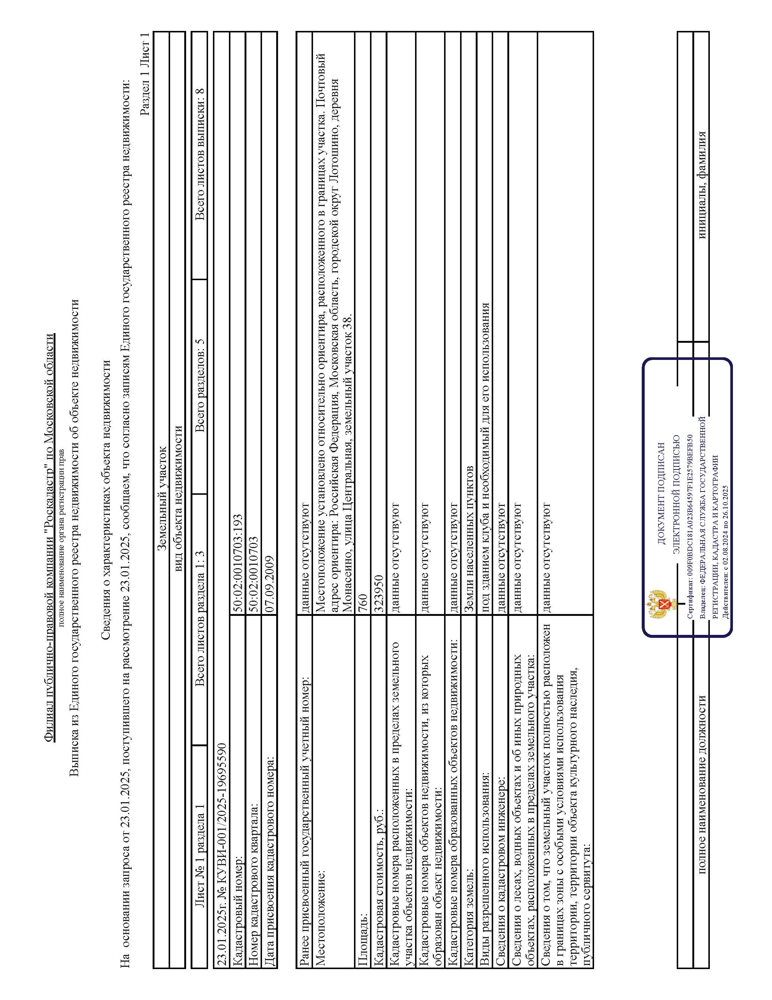 Филиал публично-правовой компании "Роскадастр" по Московской области
полное наименование органа регистрации прав
Выписка из Единого государственного реестра недвижимости об объекте недвижимости
Сведения о характеристиках объекта недвижимости
На основании запроса от 23.01.2025, поступившего на рассмотрение 23.01.2025, сообщаем, что согласно записям Единого государственного реестра недвижимости:
Раздел 1 Лист 1
Земельный участок
вид объекта недвижимости
Лист № 1 раздела 1
Всего листов раздела 1: 3
Всего разделов: 5
Всего листов выписки: 8
23.01.2025г. № КУВИ-001/2025-19695590
Кадастровый номер:
50:02:0010703:193
Номер кадастрового квартала:
50:02:0010703
Дата присвоения кадастрового номера:
07.09.2009
Ранее присвоенный государственный учетный номер:
данные отсутствуют
Местоположение:
Местоположение установлено относительно ориентира, расположенного в границах участка. Почтовый
адрес ориентира: Российская Федерация, Московская область, городской округ Лотошино, деревня
Монасеино, улица Центральная, земельный участок 38.
Площадь:
760
Кадастровая стоимость, руб.:
323950
Кадастровые номера расположенных в пределах земельного
участка объектов недвижимости:
данные отсутствуют
Кадастровые номера объектов недвижимости, из которых
образован объект недвижимости:
данные отсутствуют
Кадастровые номера образованных объектов недвижимости:
данные отсутствуют
Категория земель:
Земли населенных пунктов
Виды разрешенного использования:
под зданием клуба и необходимый для его использования
Сведения о кадастровом инженере:
данные отсутствуют
Сведения о лесах, водных объектах и об иных природных
объектах, расположенных в пределах земельного участка:
данные отсутствуют
Сведения о том, что земельный участок полностью расположен
в границах зоны с особыми условиями использования
территории, территории объекта культурного наследия,
публичного сервитута:
данные отсутствуют
ДОКУМЕНТ ПОДПИСАН
ЭЛЕКТРОННОЙ ПОДПИСЬЮ
Сертификат: 009F0BDC181A023B64597F1E2579BEFB50
Владелец: ФЕДЕРАЛЬНАЯ СЛУЖБА ГОСУДАРСТВЕННОЙ
РЕГИСТРАЦИИ, КАДАСТРА И КАРТОГРАФИИ
Действителен: с 02.08.2024 по 26.10.2025
полное наименование должности
инициалы, фамилия